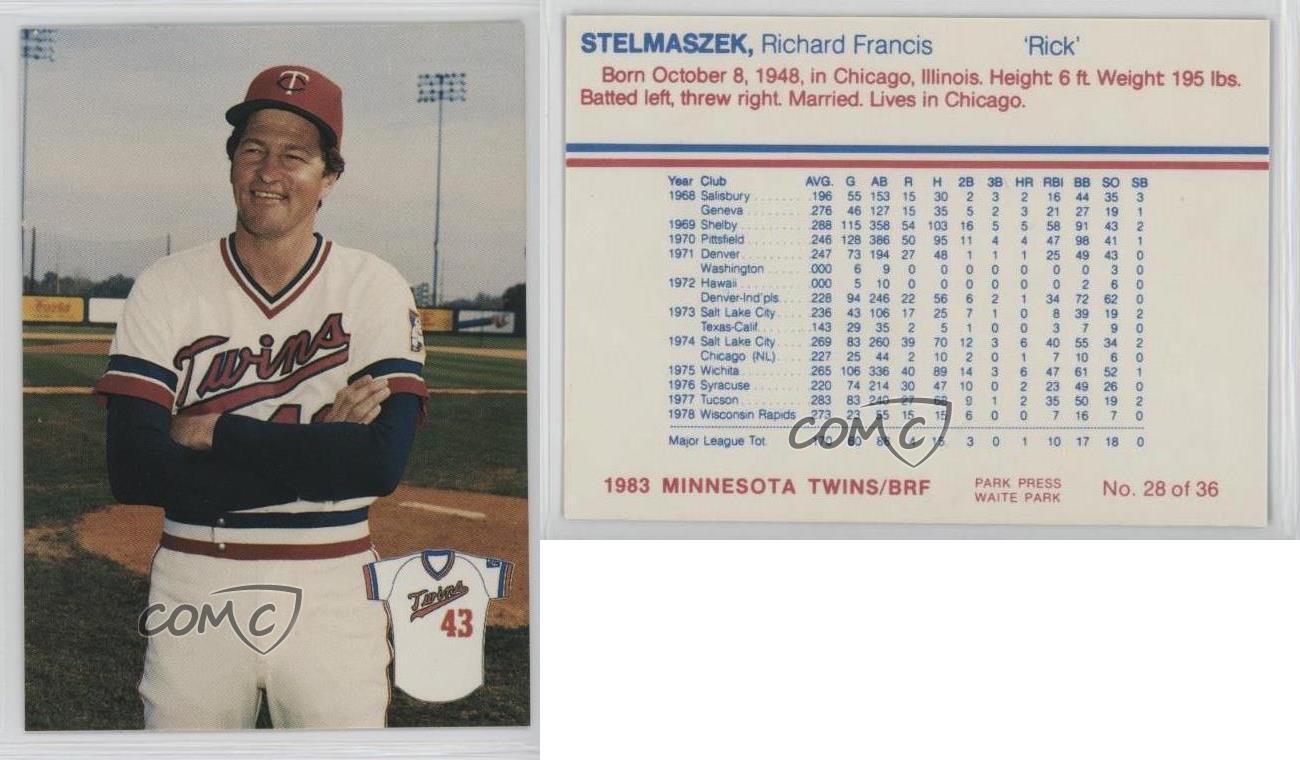 T
C
Twins
Twins
43
COMC
STELMASZEK, Richard Francis 'Rick'
Born October 8, 1948, in Chicago, Illinois. Height: 6 ft. Weight: 195 lbs.
Batted left, threw right. Married. Lives in Chicago.
Year Club AVG. G AB R H 2B 3B HR RBI BB SO SB
1968 Salisbury .196 55 153 15 30 2 3 2 16 44 35 3
Geneva .276 46 127 15 35 5 2 3 21 27 19 1
1969 Shelby .288 115 358 54 103 16 5 5 58 91 43 2
1970 Pittsfield .246 128 386 50 95 11 4 4 47 98 41 1
1971 Denver .247 73 194 27 48 1 1 1 25 49 43 0
Washington .000 6 9 0 0 0 0 0 0 0 3 0
1972 Hawaii .000 5 10 0 0 0 0 0 0 2 6 0
Denver-Ind'pls. .228 94 246 22 56 6 2 1 34 72 62 0
1973 Salt Lake City .236 43 106 17 25 7 1 0 8 39 19 2
Texas-Calif. .143 29 35 2 5 1 0 0 3 7 9 0
1974 Salt Lake City .269 83 260 39 70 12 3 6 40 55 34 2
Chicago (NL) .227 25 44 2 10 2 0 1 7 10 6 0
1975 Wichita .265 106 336 40 89 14 3 6 47 61 52 1
1976 Syracuse .220 74 214 30 47 10 0 2 23 49 26 0
1977 Tucson .283 83 240 27 68 9 1 2 35 50 19 2
1978 Wisconsin Rapids .273 23 55 15 15 6 0 0 7 16 7 0
Major League Tot. .170 60 88 4 15 3 0 1 10 17 18 0
COMC
1983 MINNESOTA TWINS/BRF PARK PRESS No. 28 of 36
WAITE PARK